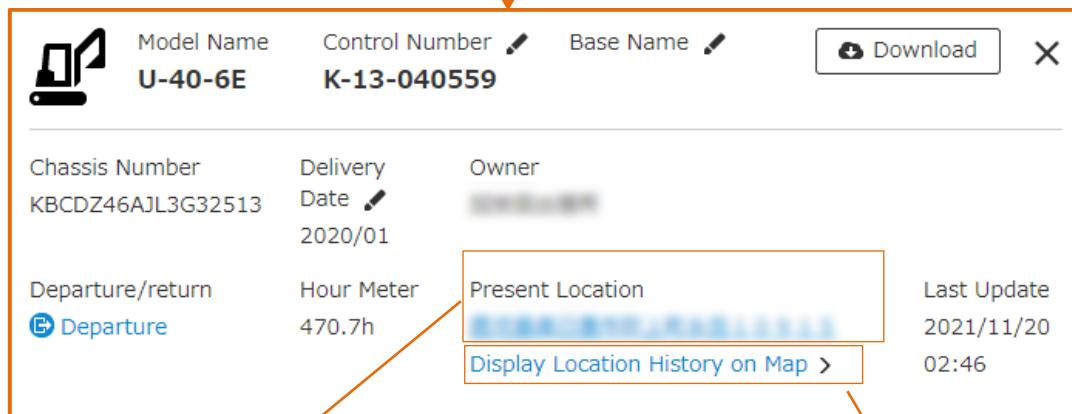 Model Name
U-40-6E
Control Number
K-13-040559
Base Name
Download
Chassis Number
KBCDZ46AJL3G32513
Delivery
Date
2020/01
Owner
Departure/return
Departure
Hour Meter
470.7h
Present Location
Display Location History on Map >
Last Update
2021/11/20
02:46